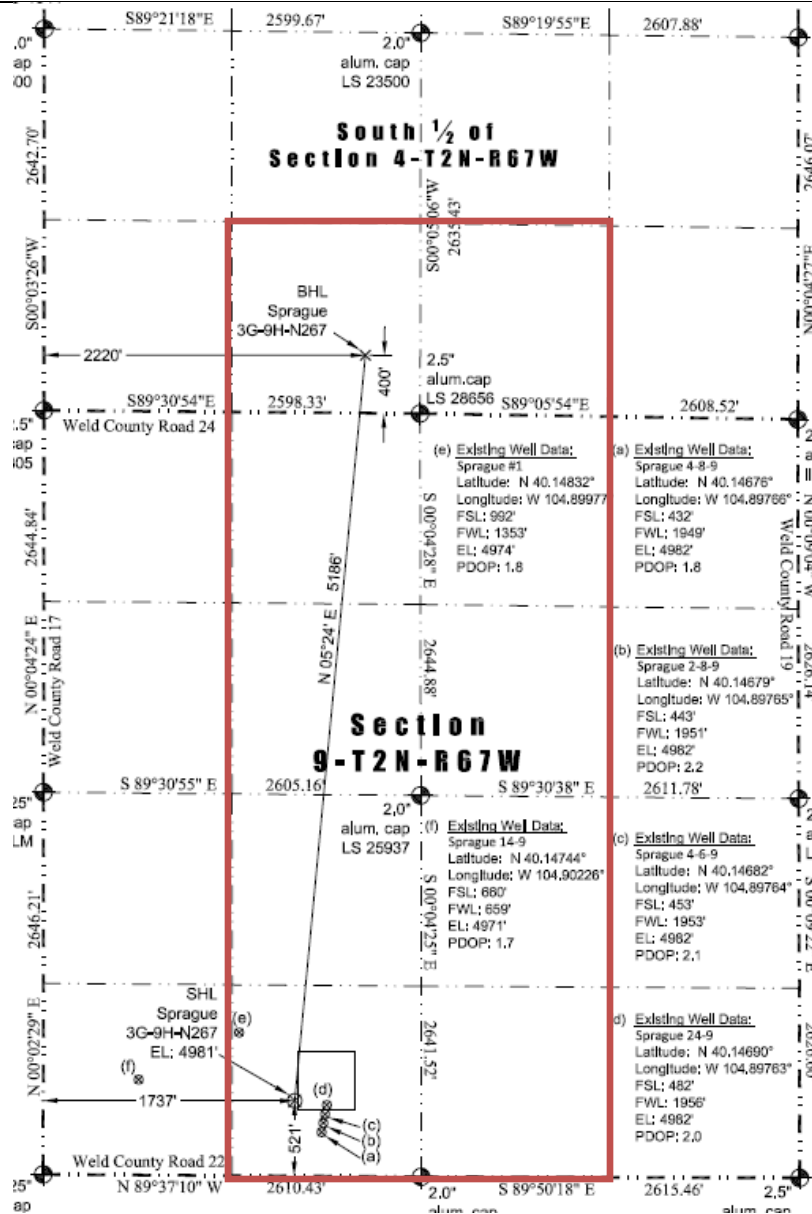 S89°21'18"E
2599.67'
S89°19'55"E
2607.88'
2.0"
alum. cap
LS 23500
South ½ of
Section 4-T2N-R67W
2642.70'
S00°03'26"W
2646.07'
N00°04'27"E
S00°05'06"W
2635.43'
BHL
Sprague
3G-9H-N267
2220'
400'
2.5"
alum.cap
LS 28656
S89°30'54"E
2598.33'
S89°05'54"E
2608.52'
Weld County Road 24
(e) Existing Well Data:
Sprague #1
Latitude: N 40.14832°
Longitude: W 104.89977
FSL: 992'
FWL: 1353'
EL: 4974'
PDOP: 1.8
(a) Existing Well Data:
Sprague 4-8-9
Latitude: N 40.14676°
Longitude: W 104.89766°
FSL: 432'
FWL: 1949'
EL: 4982'
PDOP: 1.8
2644.84'
N 00°04'24" E
Weld County Road 17
N 05°24' E 5186'
S 00°04'28" E
2644.88'
Weld County Road 19
(b) Existing Well Data:
Sprague 2-8-9
Latitude: N 40.14679°
Longitude: W 104.89765°
FSL: 443'
FWL: 1951'
EL: 4982'
PDOP: 2.2
Section
9-T2N-R67W
S 89°30'55" E
2605.16'
S 89°30'38" E
2611.78'
2.0"
alum. cap
LS 25937
(f) Existing Well Data:
Sprague 14-9
Latitude: N 40.14744°
Longitude: W 104.90226°
FSL: 660'
FWL: 659'
EL: 4971'
PDOP: 1.7
(c) Existing Well Data:
Sprague 4-6-9
Latitude: N 40.14682°
Longitude: W 104.89764°
FSL: 453'
FWL: 1953'
EL: 4982'
PDOP: 2.1
2646.21'
N 00°02'29" E
S 00°04'25" E
2641.52'
SHL
Sprague
3G-9H-N267
EL: 4981'
(e)
(f)
(d)
(c)
(b)
(a)
1737'
521'
d) Existing Well Data:
Sprague 24-9
Latitude: N 40.14690°
Longitude: W 104.89763°
FSL: 482'
FWL: 1956'
EL: 4982'
PDOP: 2.0
Weld County Road 22
N 89°37'10" W
2610.43'
2.0"
alum. cap
S 89°50'18" E
2615.46'
2.5"
alum. cap